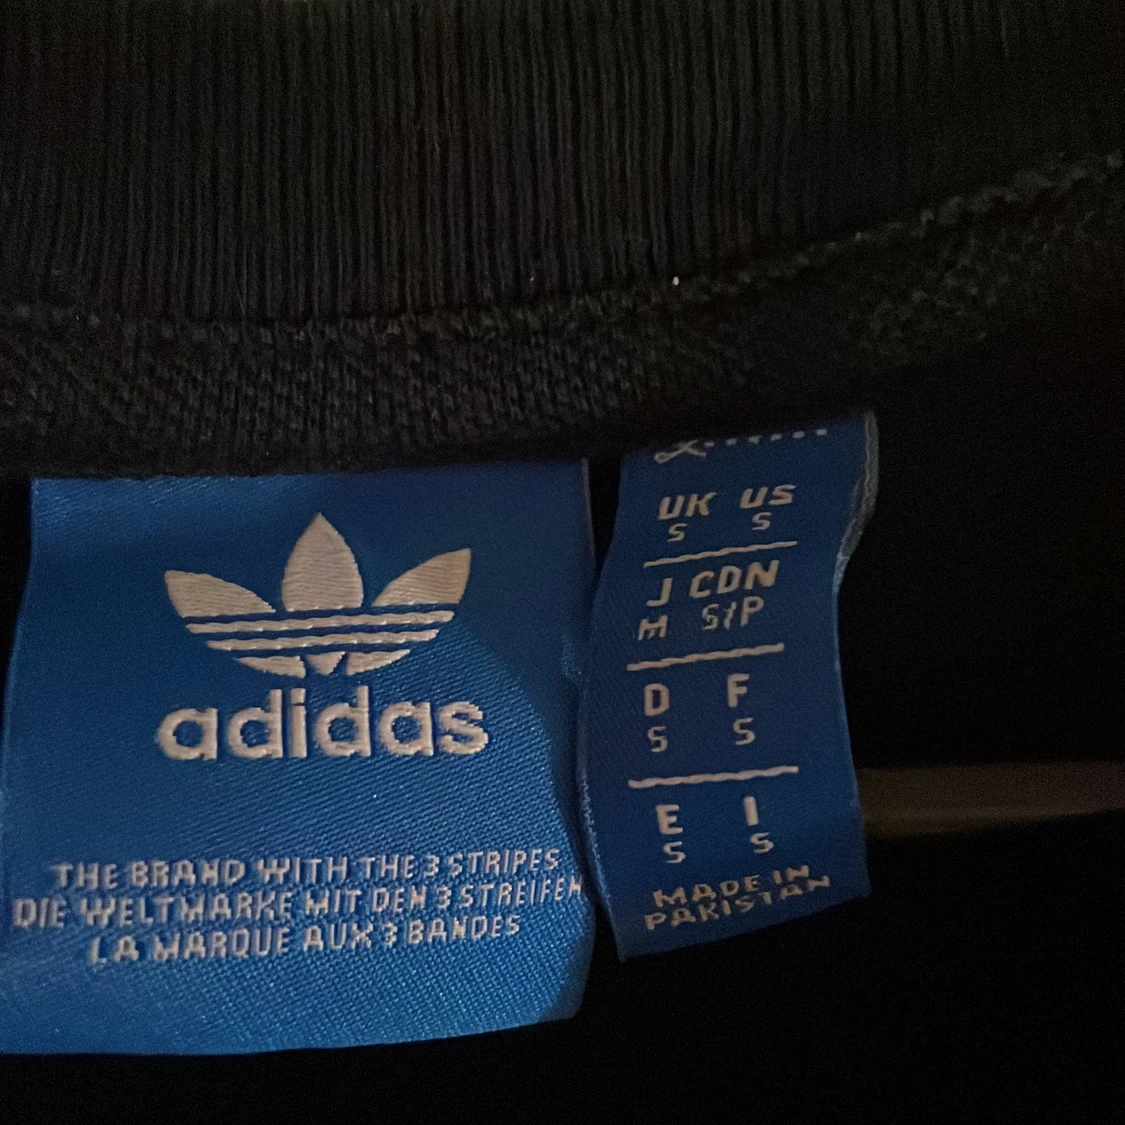 adidas
THE BRAND WITH THE 3 STRIPES
DIE WELTMARKE MIT DEN 3 STREIFEN
LA MARQUE AUX 3 BANDES
UK US
S S
J CDN
M S/P
D F
S S
E I
S S
MADE IN
PAKISTAN